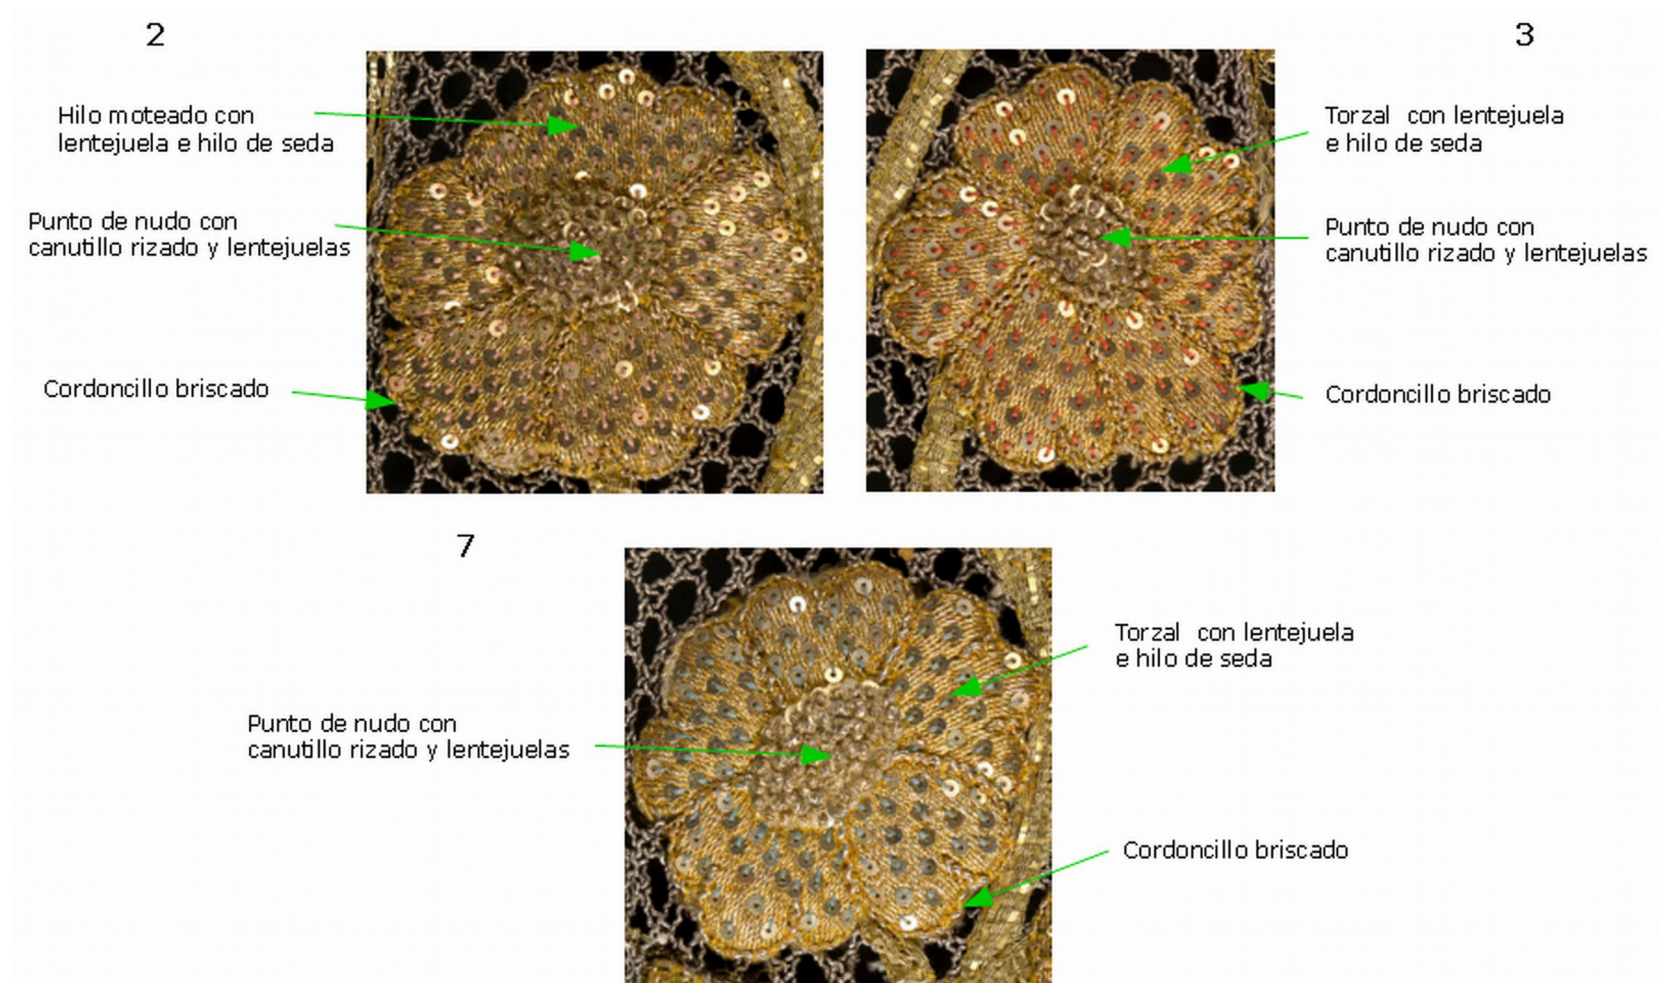 2
Hilo moteado con
lentejuela e hilo de seda
Punto de nudo con
canutillo rizado y lentejuelas
Cordoncillo briscado
3
Torzal  con lentejuela
e hilo de seda
Punto de nudo con
canutillo rizado y lentejuelas
Cordoncillo briscado
7
Punto de nudo con
canutillo rizado y lentejuelas
Torzal  con lentejuela
e hilo de seda
Cordoncillo briscado